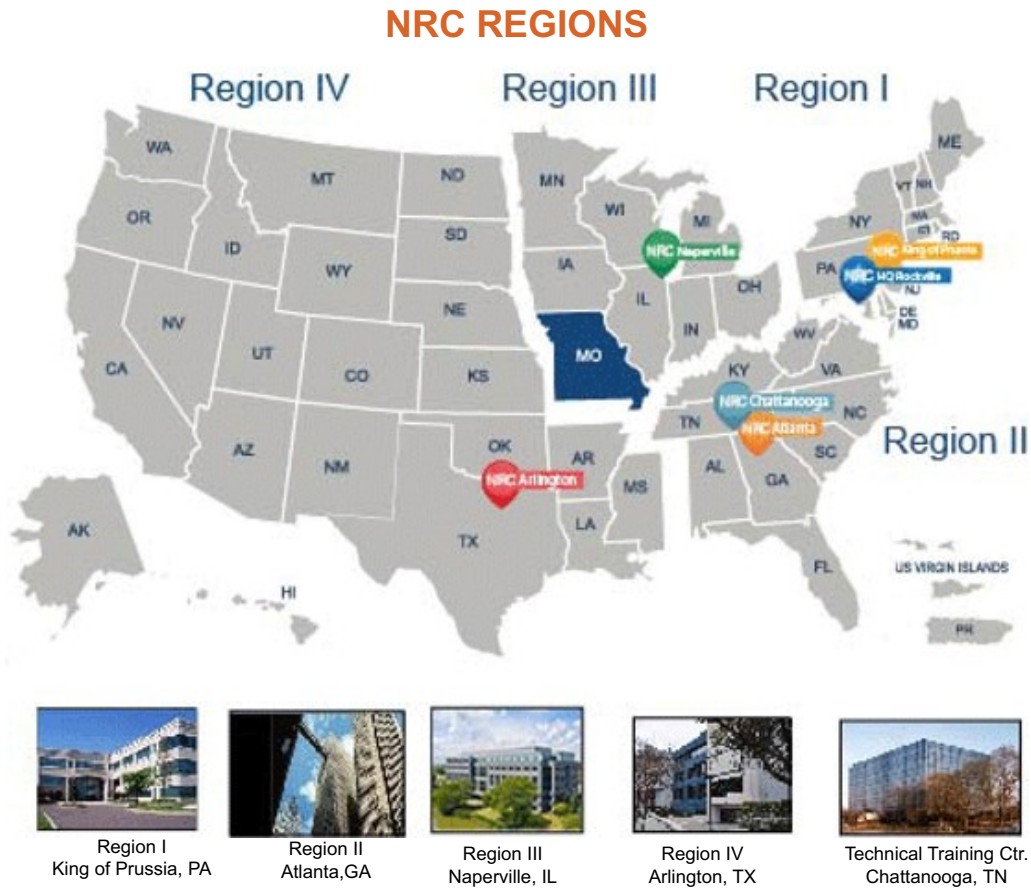 NRC REGIONS
Region IV
Region III
Region I
WA
MT
ND
MN
ME
OR
ID
SD
WI
MI
VT
NH
NY
MA
CT
RD
NRC Naperville
NRC King of Prussia
WY
IA
PA
NRC HQ Rockville
NJ
NE
IL
IN
OH
DE
MD
NV
UT
CO
KS
MO
WV
VA
KY
CA
NRC Chattanooga
NC
TN
NRC Atlanta
Region II
AZ
NM
OK
AR
SC
NRC Arlington
MS
AL
GA
AK
TX
LA
FL
US VIRGIN ISLANDS
HI
PR
Region I
King of Prussia, PA
Region II
Atlanta,GA
Region III
Naperville, IL
Region IV
Arlington, TX
Technical Training Ctr.
Chattanooga, TN